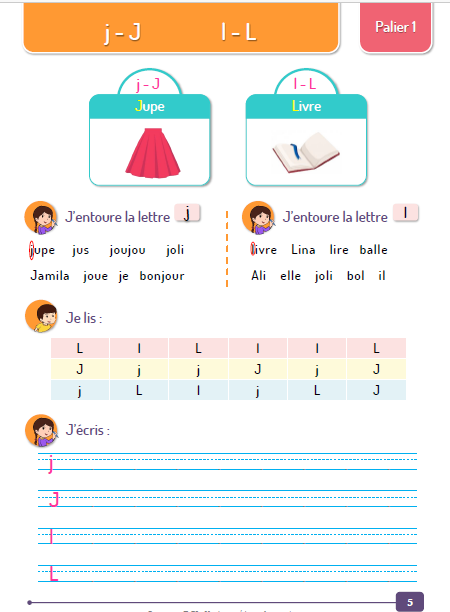 j - J l - L Palier 1
j - J l - L
Jupe Livre
J'entoure la lettre j
jupe jus joujou joli
Jamila joue je bonjour
J'entoure la lettre l
livre Lina lire balle
Ali elle joli bol il
Je lis :
L l L l l L
J j j J j J
j L l j L J
J'écris :
j
J
l
L
5